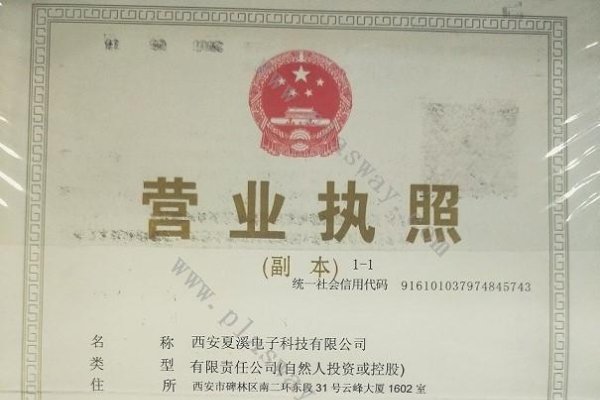 营业执照
(副 本) 1-1
统一社会信用代码 916101037974845743
名 称 西安夏溪电子科技有限公司
类 型 有限责任公司(自然人投资或控股)
住 所 西安市碑林区南二环东段31号云峰大厦1602室